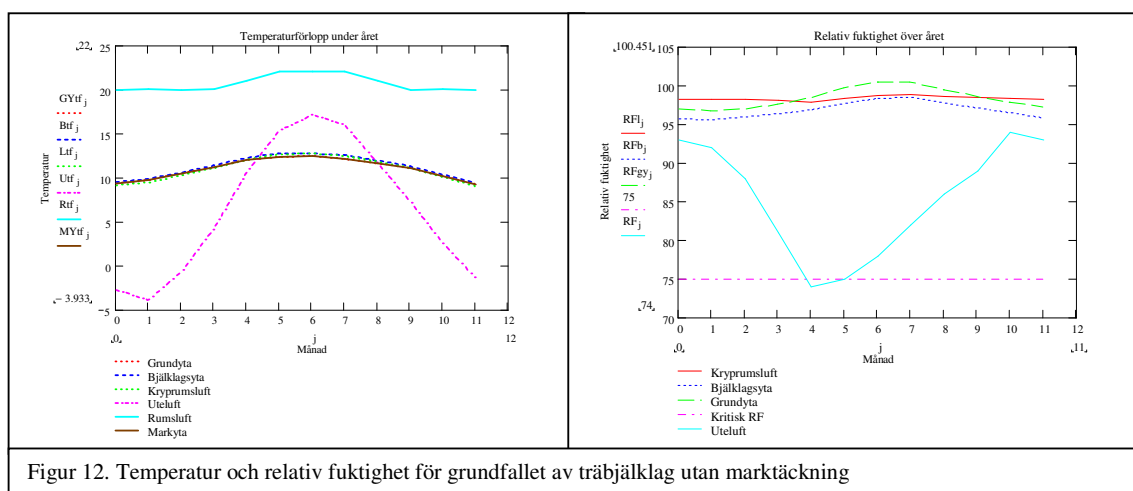 Temperaturförlopp under året
22
25
20
15
10
5
0
− 3.933
−5
GYtf j
Btf j
Ltf j
Utf j
Rtf j
MYtf j
Temperatur
0 1 2 3 4 5 6 7 8 9 10 11 12
0 j 12
Månad
Grundyta
Bjälklagsyta
Kryprumsluft
Uteluft
Rumsluft
Markyta
Relativ fuktighet över året
100.451
105
100
95
90
85
80
75
74
70
RFl j
RFb j
RFgy j
75
RF j
Relativ fuktighet
0 1 2 3 4 5 6 7 8 9 10 11 12
0 j 11
Månad
Kryprumsluft
Bjälklagsyta
Grundyta
Kritisk RF
Uteluft
Figur 12. Temperatur och relativ fuktighet för grundfallet av träbjälklag utan marktäckning